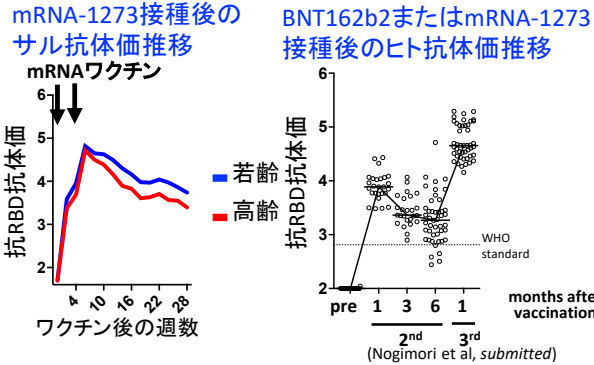 mRNA-1273接種後の
サル抗体価推移
mRNAワクチン
抗RBD抗体価
6
5
4
3
2
4
10
16
22
28
ワクチン後の週数
若齢
高齢
BNT162b2またはmRNA-1273
接種後のヒト抗体価推移
抗RBD抗体価
6
5
4
3
2
WHO
standard
pre
1
3
6
1
months after
vaccination
2nd
3rd
(Nogimori et al, submitted)